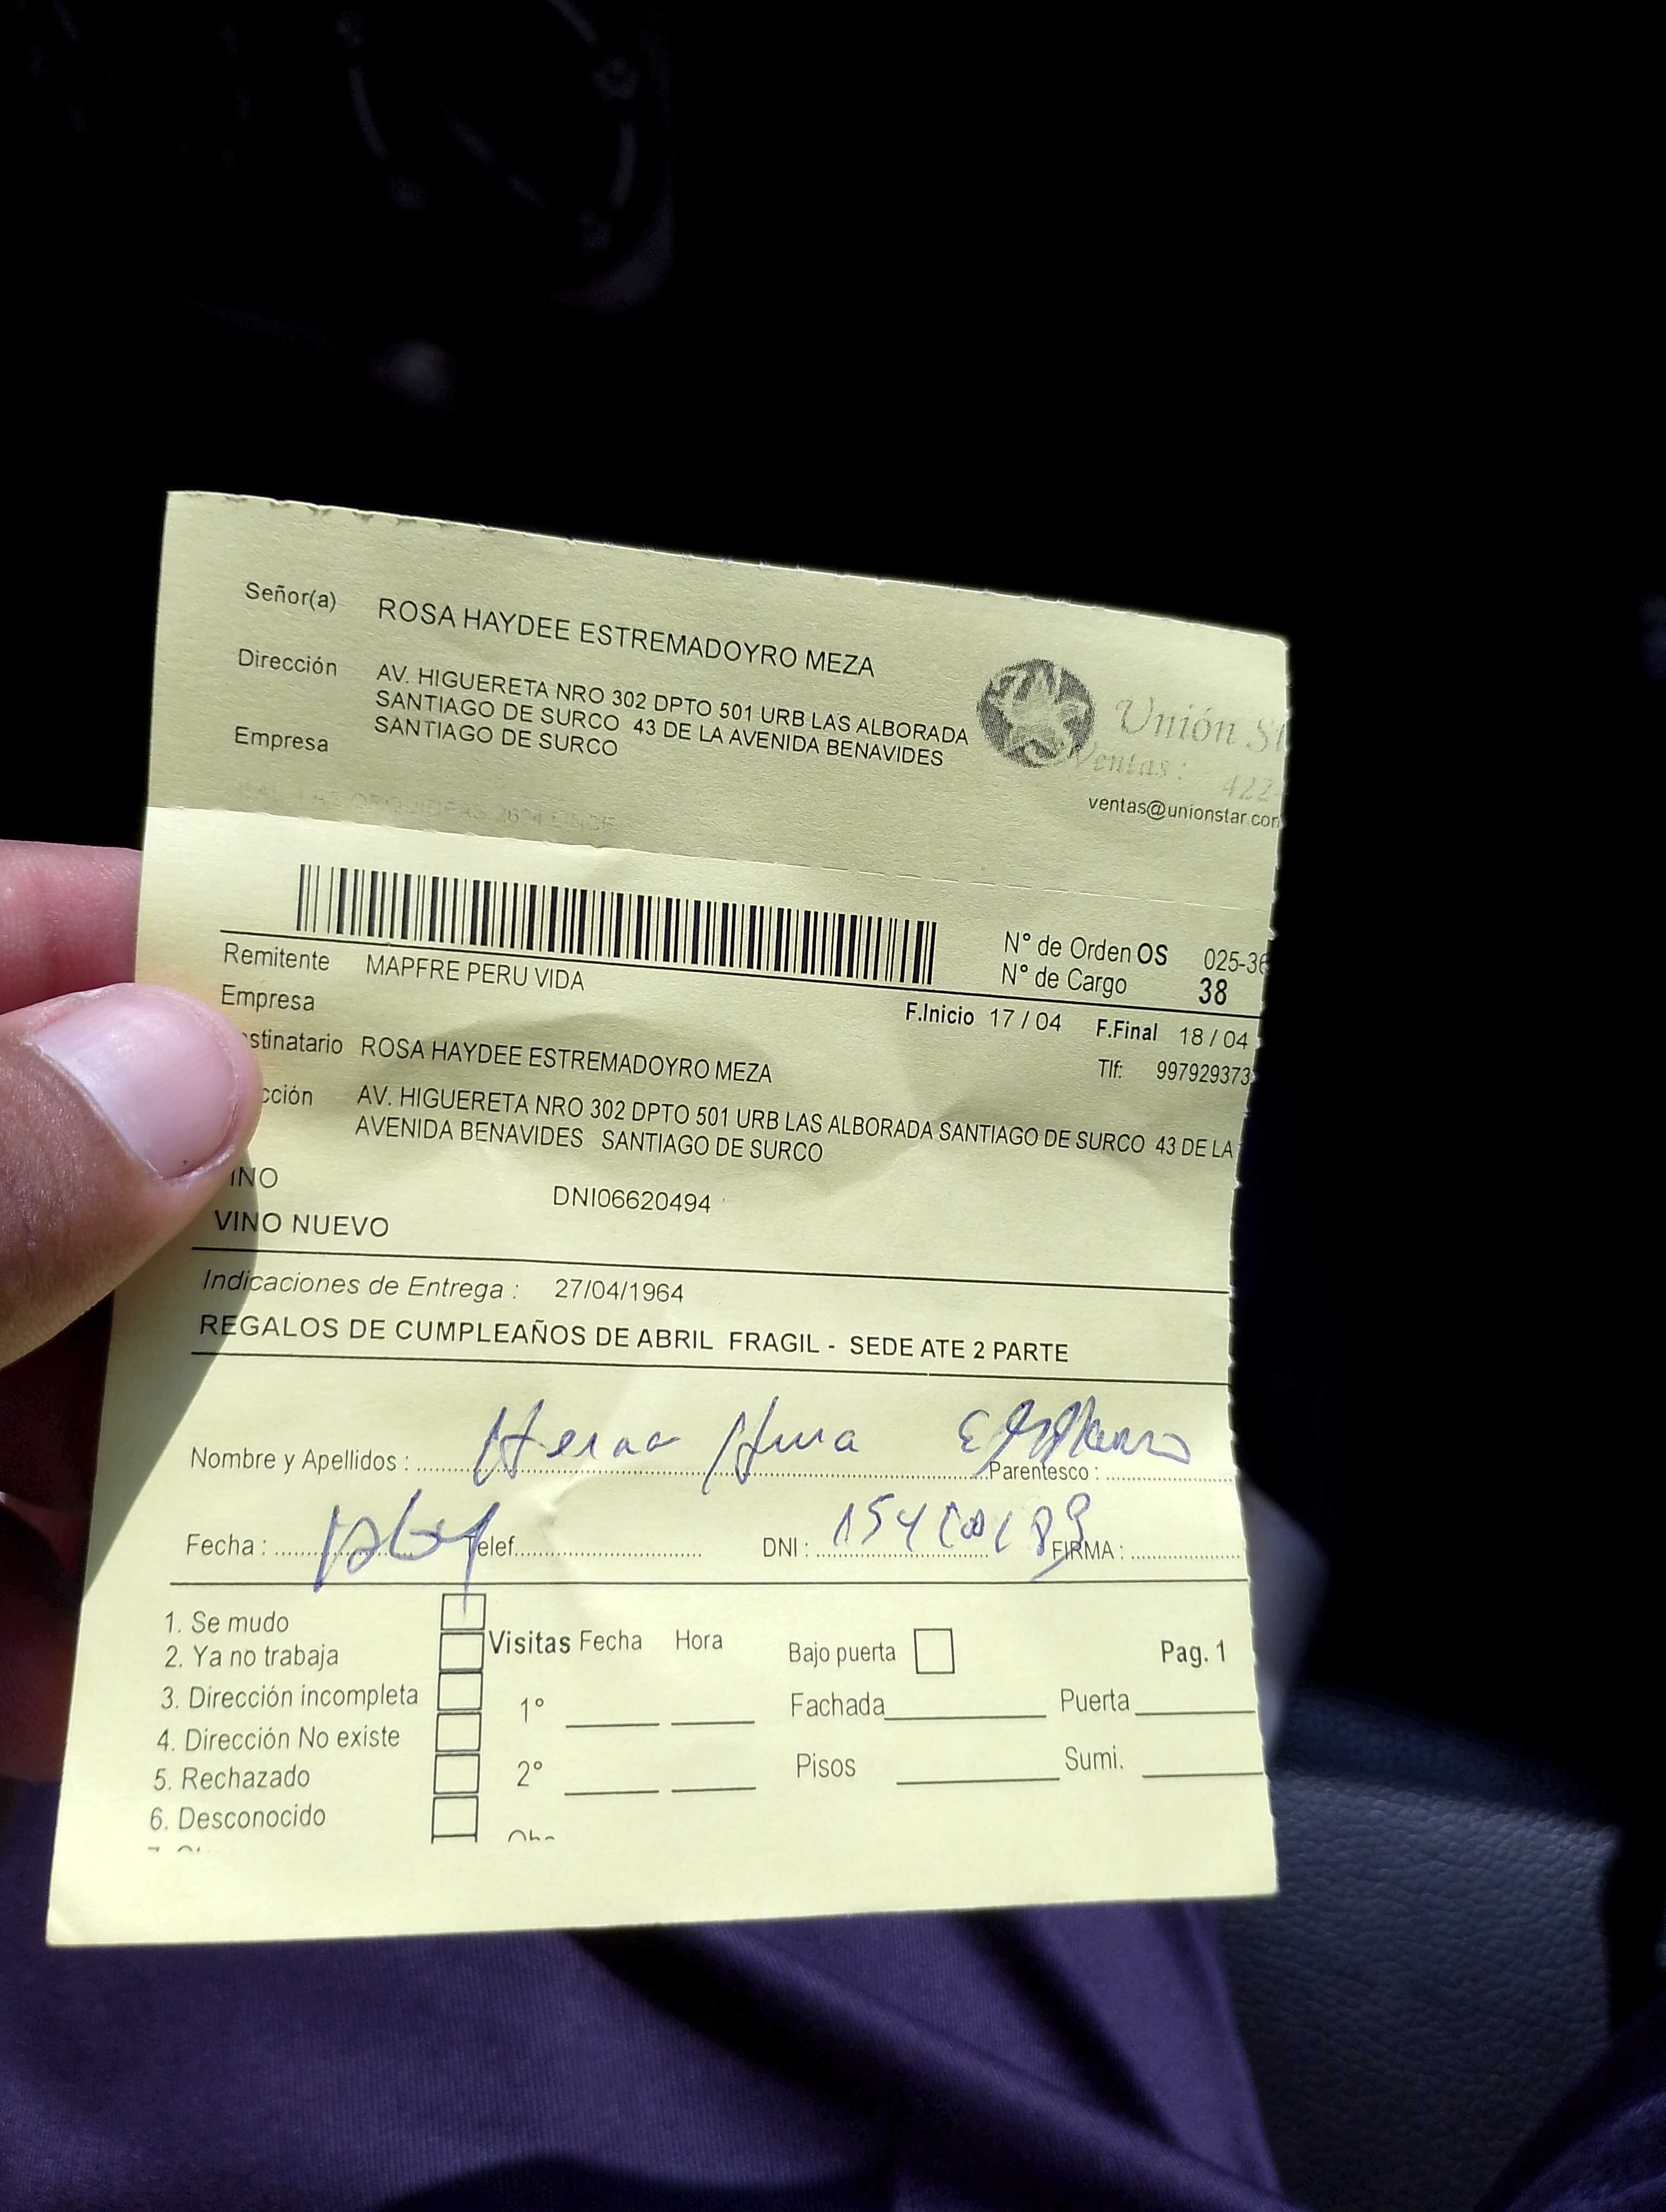 Señor(a) ROSA HAYDEE ESTREMADOYRO MEZA
Dirección AV. HIGUERETA NRO 302 DPTO 501 URB LAS ALBORADA
SANTIAGO DE SURCO 43 DE LA AVENIDA BENAVIDES
SANTIAGO DE SURCO
Empresa
Unión
Ventas: 422-
ventas@unionstar.com
N° de Orden OS 025-36
N° de Cargo 38
Remitente MAPFRE PERU VIDA
F.Inicio 17/04 F.Final 18/04
Empresa
stinatario ROSA HAYDEE ESTREMADOYRO MEZA
Tlf: 997929373
cción AV. HIGUERETA NRO 302 DPTO 501 URB LAS ALBORADA SANTIAGO DE SURCO 43 DE LA
AVENIDA BENAVIDES SANTIAGO DE SURCO
INO DNI06620494
VINO NUEVO
Indicaciones de Entrega : 27/04/1964
REGALOS DE CUMPLEAÑOS DE ABRIL FRAGIL - SEDE ATE 2 PARTE
Nombre y Apellidos : Parentesco :
Fecha : Telef. DNI : FIRMA :
1. Se mudo
2. Ya no trabaja
3. Dirección incompleta
4. Dirección No existe
5. Rechazado
6. Desconocido
Visitas Fecha Hora
1°
2°
Bajo puerta
Pag. 1
Fachada Puerta
Pisos Sumi.